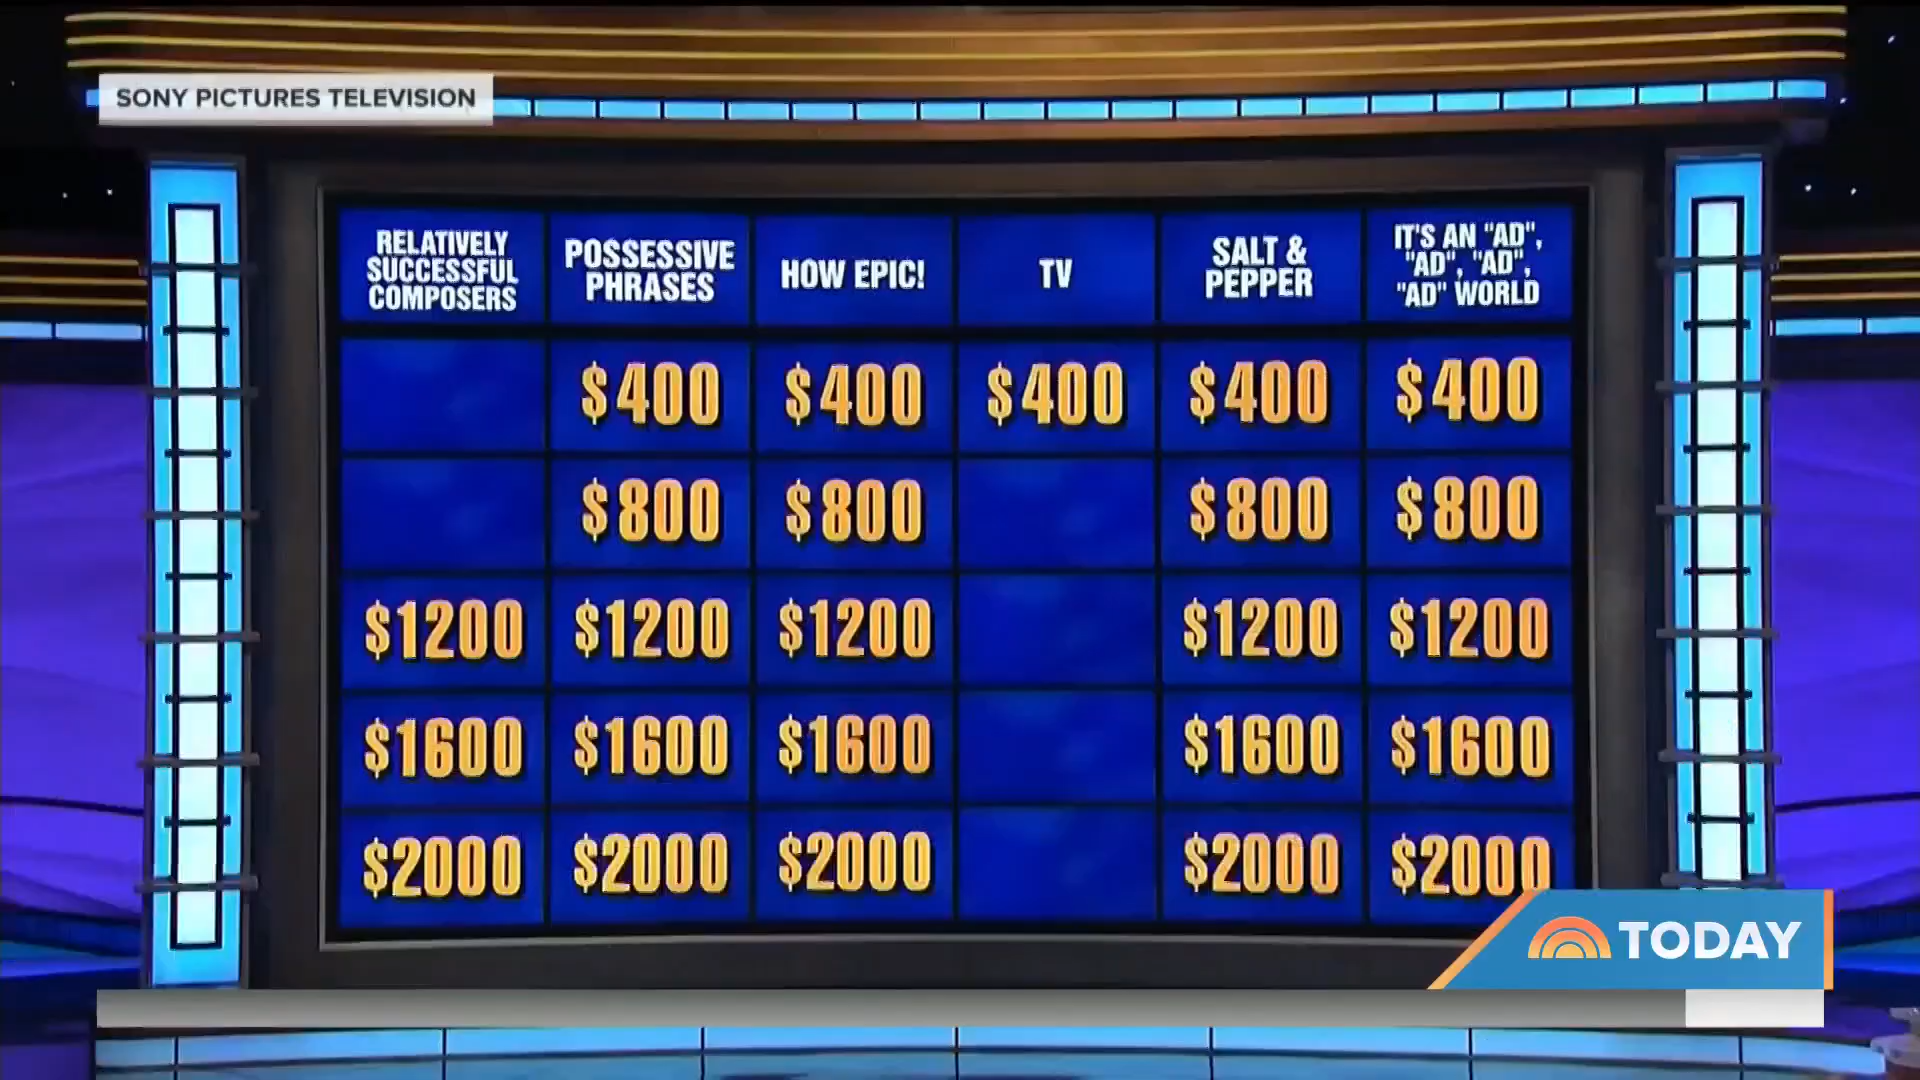 SONY PICTURES TELEVISION
RELATIVELY
SUCCESSFUL
COMPOSERS
POSSESSIVE
PHRASES
HOW EPIC!
TV
SALT &
PEPPER
IT'S AN "AD",
"AD", "AD",
"AD" WORLD
$400 $400 $400 $400 $400
$800 $800 $800 $800
$1200 $1200 $1200 $1200 $1200
$1600 $1600 $1600 $1600 $1600
$2000 $2000 $2000 $2000 $2000
TODAY